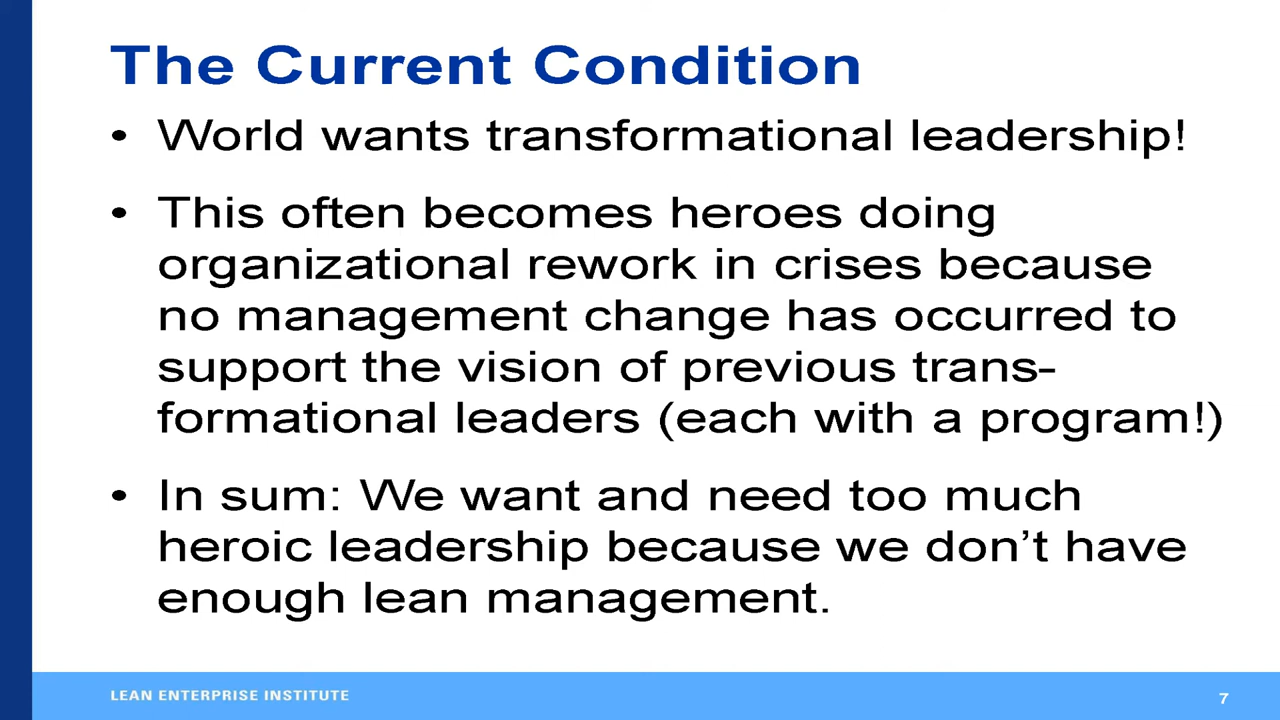 The Current Condition
• World wants transformational leadership!
• This often becomes heroes doing
organizational rework in crises because
no management change has occurred to
support the vision of previous trans-
formational leaders (each with a program!)
• In sum: We want and need too much
heroic leadership because we don’t have
enough lean management.
LEAN ENTERPRISE INSTITUTE
7